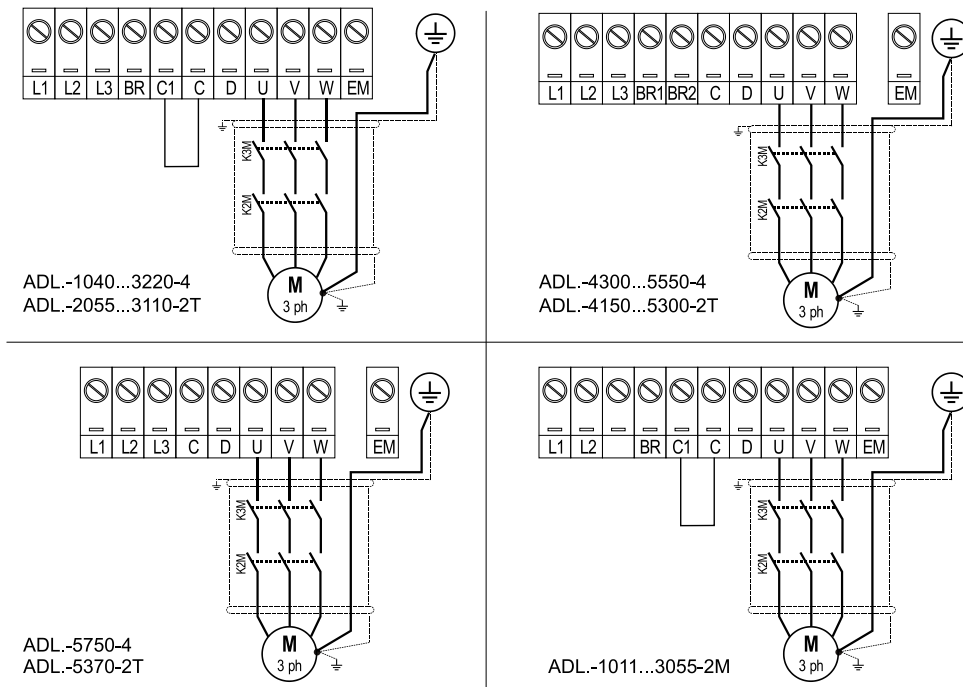 L1 L2 L3 BR C1 C D U V W EM
K3M
K2M
M
3 ph
ADL.-1040...3220-4
ADL.-2055...3110-2T
L1 L2 L3 BR1 BR2 C D U V W EM
K3M
K2M
M
3 ph
ADL.-4300...5550-4
ADL.-4150...5300-2T
L1 L2 L3 C D U V W EM
K3M
K2M
M
3 ph
ADL.-5750-4
ADL.-5370-2T
L1 L2 BR C1 C D U V W EM
K3M
K2M
M
3 ph
ADL.-1011...3055-2M